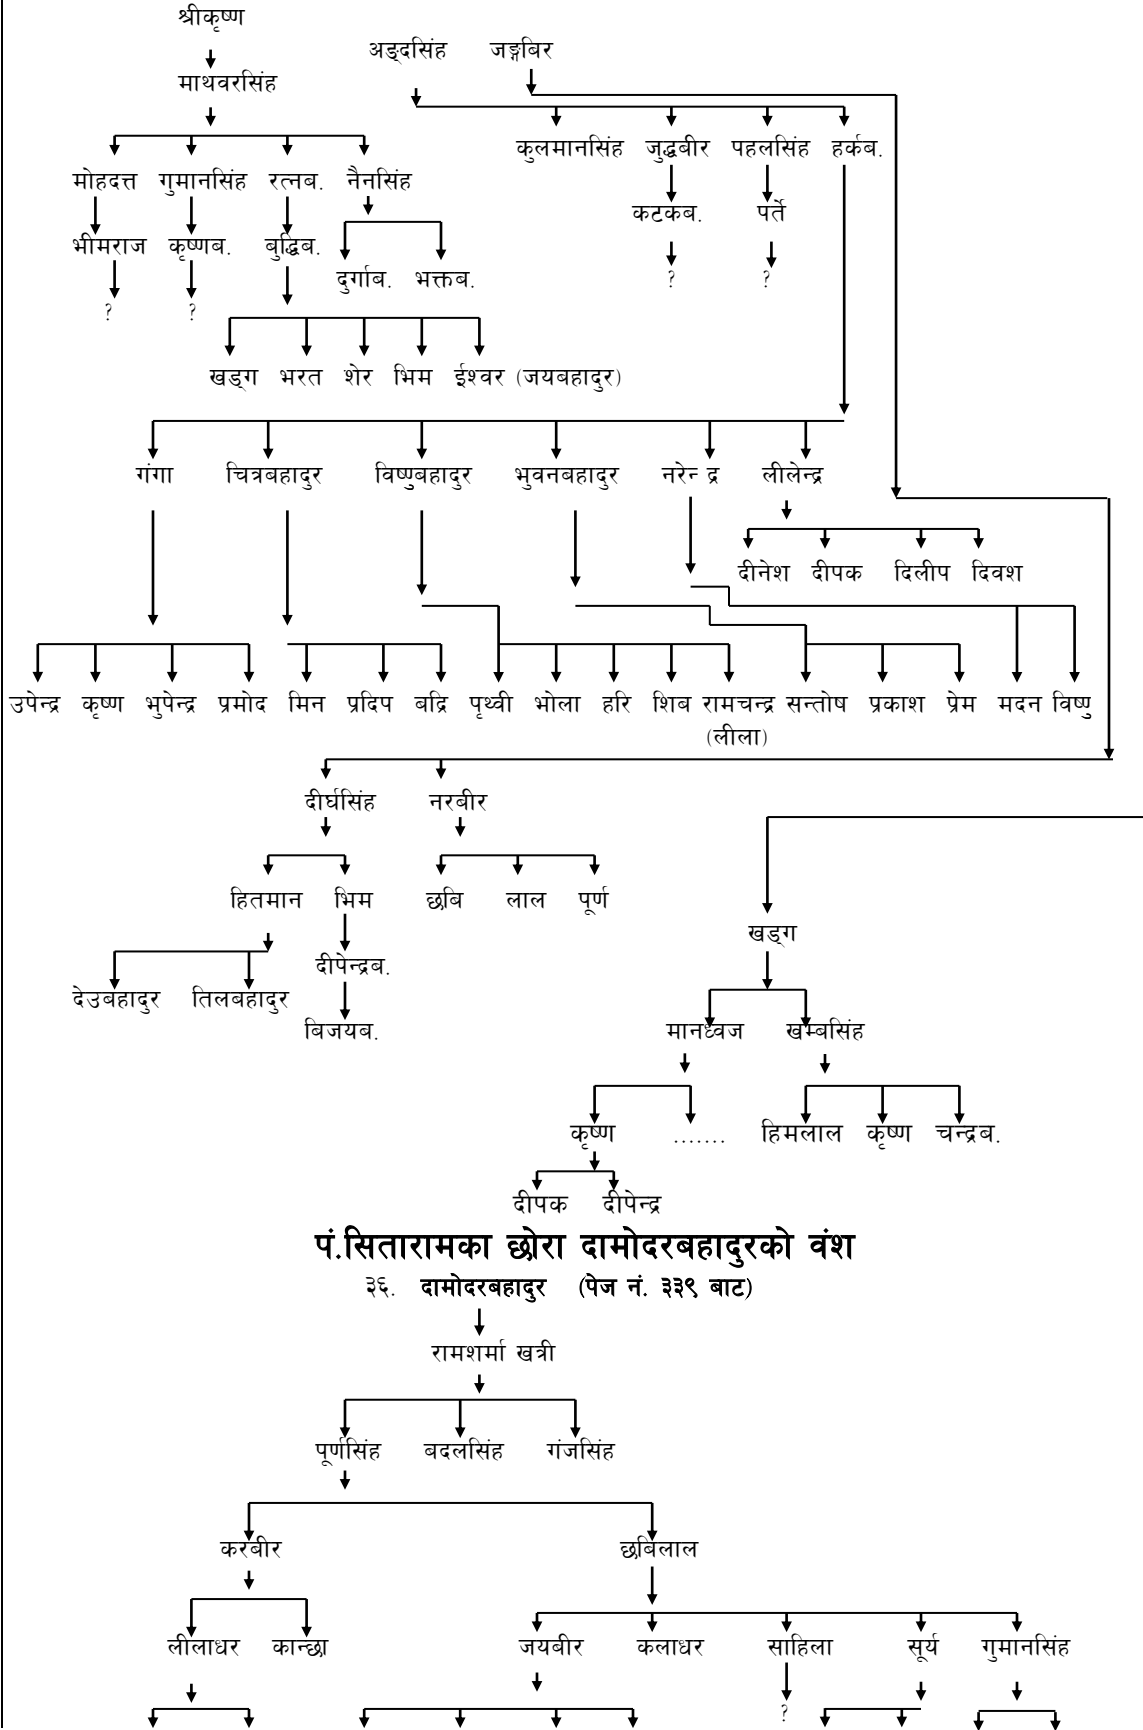 श्रीकृष्ण
अङ्दसिंह जङ्गबिर
माथवरसिंह
कुलमानसिंह जुद्धबीर पहलसिंह हर्कब.
मोहदत्त गुमानसिंह रत्नब. नैनसिंह
कटकब. पर्ते
भीमराज कृष्णब. बुद्धिब.
दुर्गाब. भक्तब. ? ?
? ?
खड्ग भरत शेर भिम ईश्वर (जयबहादुर)
गंगा चित्रबहादुर विष्णुबहादुर भुवनबहादुर नरेन्द्र लीलेन्द्र
दीनेश दीपक दिलीप दिवश
उपेन्द्र कृष्ण भुपेन्द्र प्रमोद मिन प्रदिप बद्रि पृथ्वी भोला हरि शिब रामचन्द्र सन्तोष प्रकाश प्रेम मदन विष्णु
(लीला)
दीर्घसिंह नरबीर
हितमान भिम छबि लाल पूर्ण
खड्ग
दीपेन्द्रब.
देउबहादुर तिलबहादुर
बिजयब. मानध्वज खम्बसिंह
कृष्ण ....... हिमलाल कृष्ण चन्द्रब.
दीपक दीपेन्द्र
पं.सितारामका छोरा दामोदरबहादुरको वंश
३६. दामोदरबहादुर (पेज नं. ३३९ बाट)
रामशर्मा खत्री
पूर्णसिंह बदलसिंह गंजसिंह
करबीर छबिलाल
लीलाधर कान्छा जयबीर कलाधर साहिला सूर्य गुमानसिंह
?